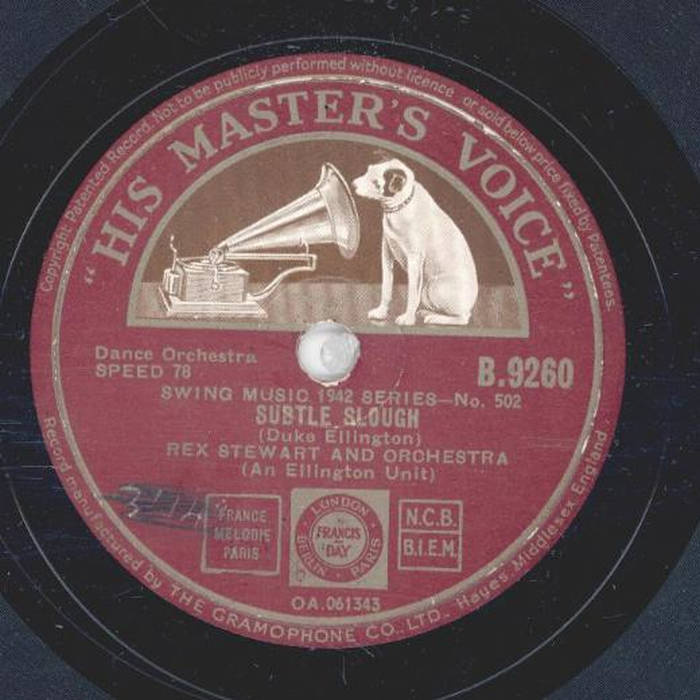 Copyright. Patented Record. Not to be publicly performed without licence or sold below price fixed by Patentees.
"HIS MASTER'S VOICE"
Dance Orchestra
SPEED 78
B.9260
SWING MUSIC 1942 SERIES—No. 502
SUBTLE SLOUGH
(Duke Ellington)
REX STEWART AND ORCHESTRA
(An Ellington Unit)
FRANCE
MELODIE
PARIS
LONDON
FRANCIS
DAY
BERLIN PARIS
N.C.B.
B.I.E.M.
OA.061343
Record manufactured by THE GRAMOPHONE CO., LTD., Hayes, Middlesex, England.